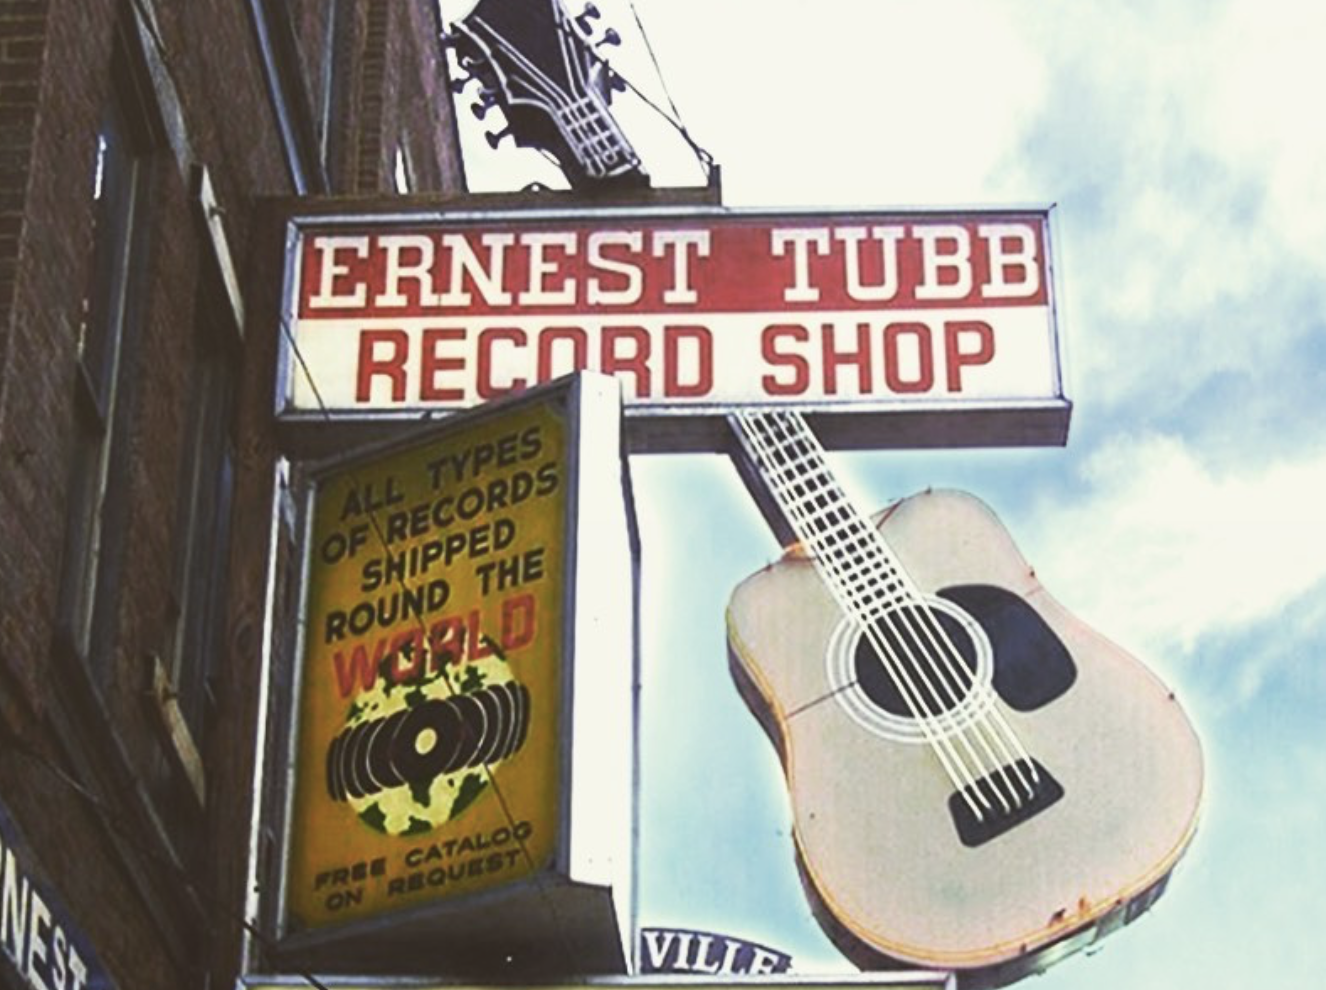 ERNEST TUBB
RECORD SHOP
ALL TYPES
OF RECORDS
SHIPPED
ROUND THE
WORLD
FREE CATALOG
ON REQUEST
NEST
VILLE